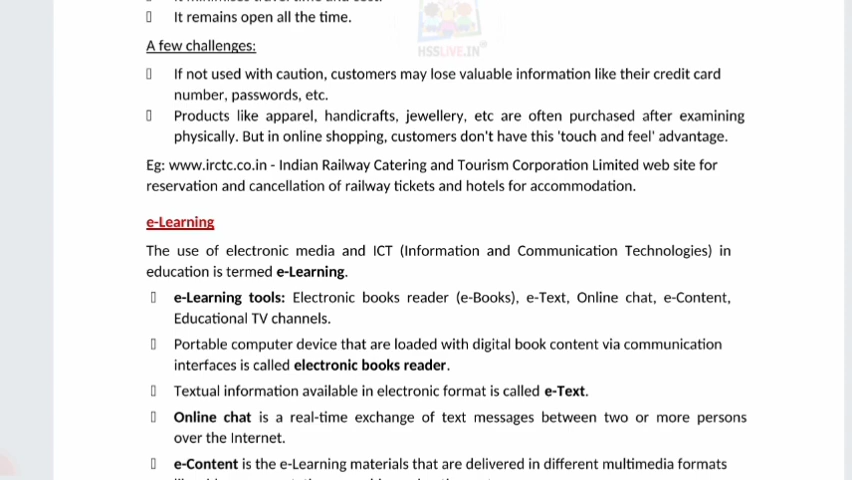 It remains open all the time.
HSSLIVE.IN
A few challenges:
If not used with caution, customers may lose valuable information like their credit card
number, passwords, etc.
Products like apparel, handicrafts, jewellery, etc are often purchased after examining
physically. But in online shopping, customers don't have this 'touch and feel' advantage.
Eg: www.irctc.co.in - Indian Railway Catering and Tourism Corporation Limited web site for
reservation and cancellation of railway tickets and hotels for accommodation.
e-Learning
The use of electronic media and ICT (Information and Communication Technologies) in
education is termed e-Learning.
e-Learning tools: Electronic books reader (e-Books), e-Text, Online chat, e-Content,
Educational TV channels.
Portable computer device that are loaded with digital book content via communication
interfaces is called electronic books reader.
Textual information available in electronic format is called e-Text.
Online chat is a real-time exchange of text messages between two or more persons
over the Internet.
e-Content is the e-Learning materials that are delivered in different multimedia formats